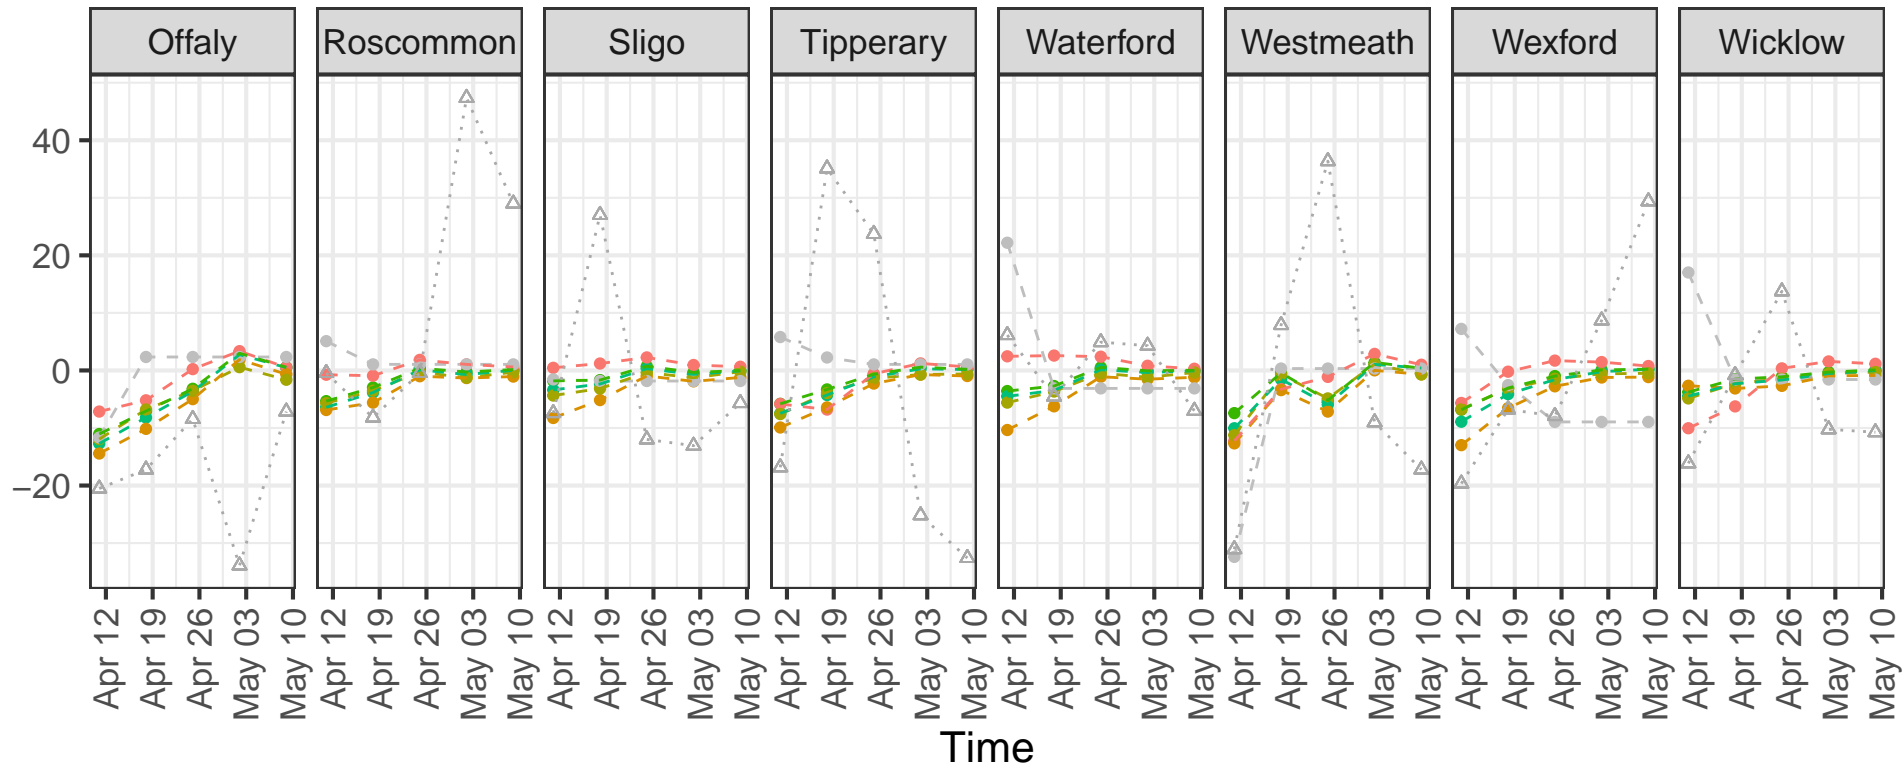 Offaly Roscommon Sligo Tipperary Waterford Westmeath Wexford Wicklow
40
20
0
−20
Apr 12 Apr 19 Apr 26 May 03 May 10 Apr 12 Apr 19 Apr 26 May 03 May 10 Apr 12 Apr 19 Apr 26 May 03 May 10 Apr 12 Apr 19 Apr 26 May 03 May 10 Apr 12 Apr 19 Apr 26 May 03 May 10 Apr 12 Apr 19 Apr 26 May 03 May 10 Apr 12 Apr 19 Apr 26 May 03 May 10 Apr 12 Apr 19 Apr 26 May 03 May 10
Time